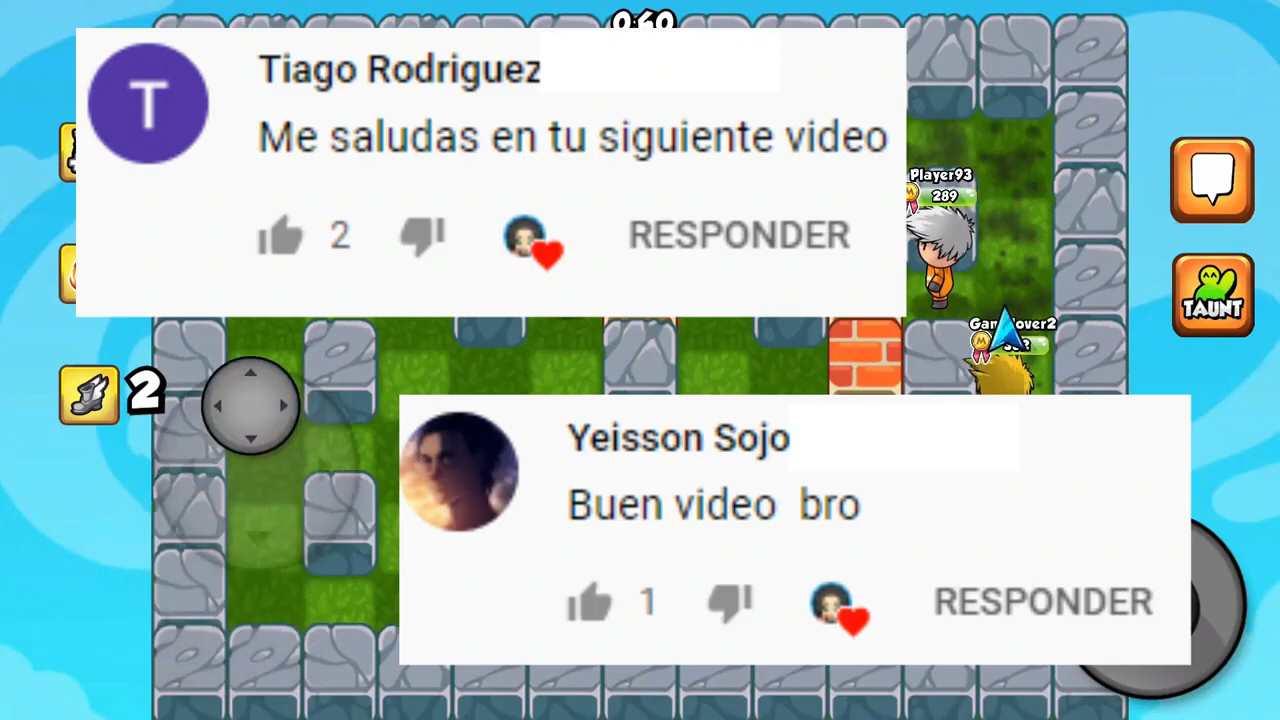 0:60
Tiago Rodriguez
Me saludas en tu siguiente video
2
RESPONDER
Player93
289
TAUNT
2
Yeisson Sojo
Buen video bro
1
RESPONDER